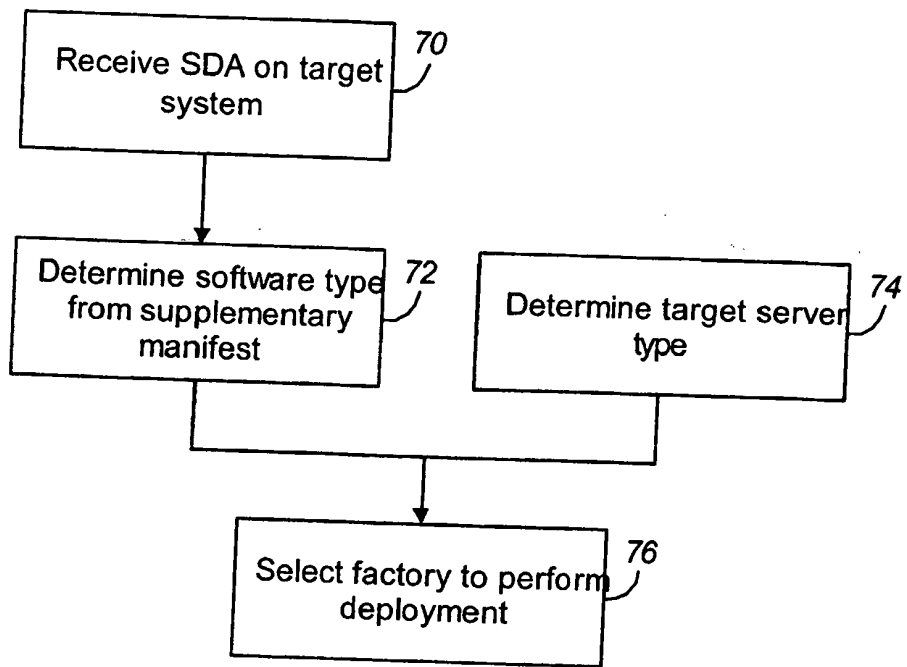 Receive SDA on target
system
70
Determine software type
from supplementary
manifest
72
Determine target server
type
74
Select factory to perform
deployment
76